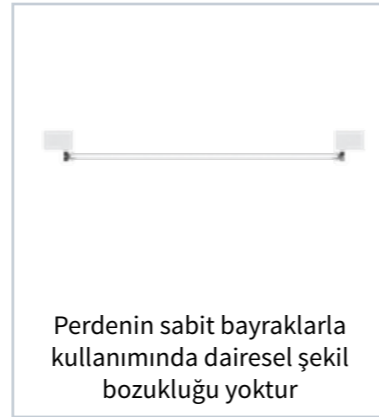 Perdenin sabit bayraklarla
kullanımında dairesel şekil
bozukluğu yoktur